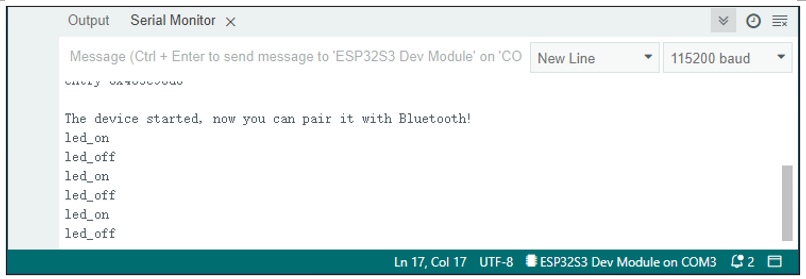 Output Serial Monitor
Message (Ctrl + Enter to send message to 'ESP32S3 Dev Module' on 'CO New Line 115200 baud
The device started, now you can pair it with Bluetooth!
led_on
led_off
led_on
led_off
led_on
led_off
Ln 17, Col 17 UTF-8 ESP32S3 Dev Module on COM3 2